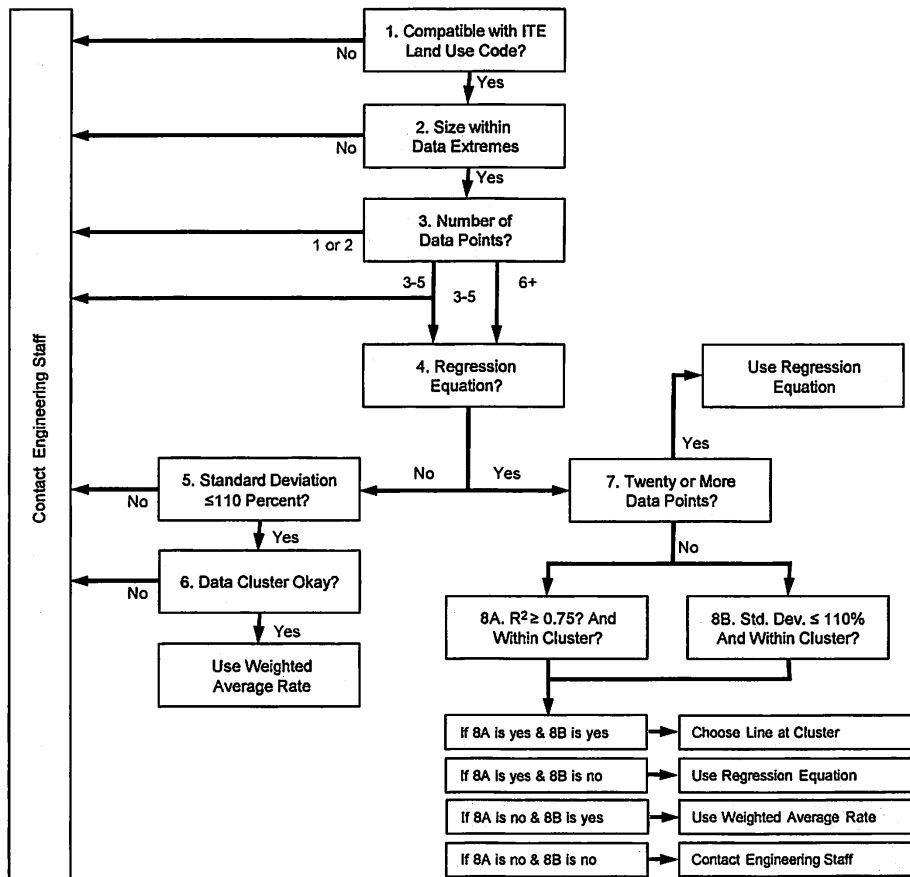 1. Compatible with ITE
Land Use Code?
No
Yes
2. Size within
Data Extremes
No
Yes
3. Number of
Data Points?
1 or 2
3-5
3-5
6+
4. Regression
Equation?
Use Regression
Equation
Yes
No
Yes
5. Standard Deviation
≤110 Percent?
No
7. Twenty or More
Data Points?
Yes
No
6. Data Cluster Okay?
No
Yes
8A. R² ≥ 0.75? And
Within Cluster?
8B. Std. Dev. ≤ 110%
And Within Cluster?
Use Weighted
Average Rate
If 8A is yes & 8B is yes
Choose Line at Cluster
If 8A is yes & 8B is no
Use Regression Equation
If 8A is no & 8B is yes
Use Weighted Average Rate
If 8A is no & 8B is no
Contact Engineering Staff
Contact Engineering Staff